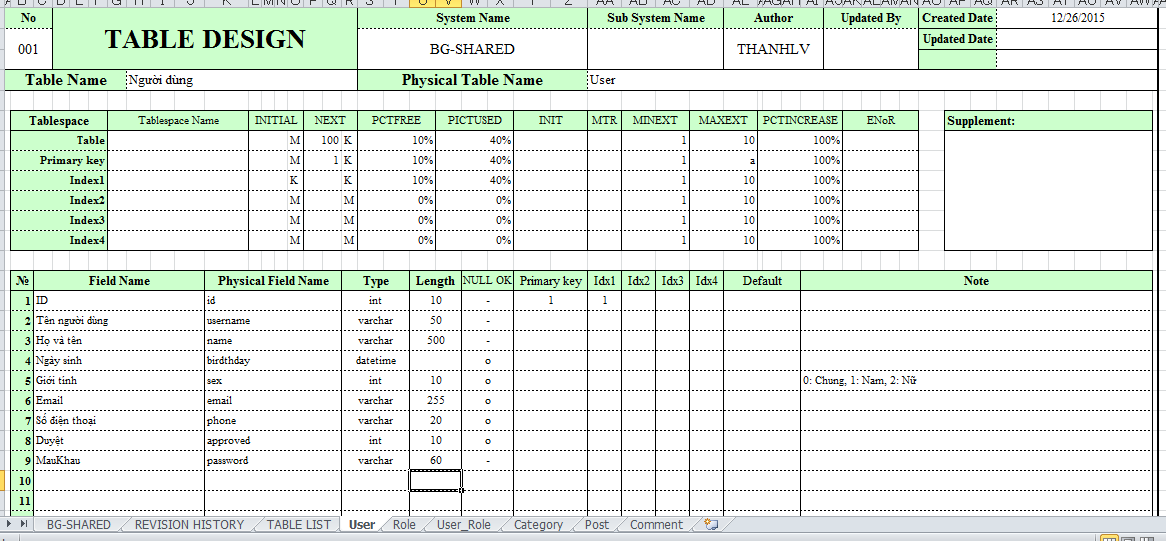 No System Name Sub System Name Author Updated By Created Date 12/26/2015
001 TABLE DESIGN BG-SHARED THANHLV Updated Date
Table Name Người dùng Physical Table Name User
Tablespace Tablespace Name INITIAL NEXT PCTFREE PICTUSED INIT MTR MINEXT MAXEXT PCTINCREASE ENoR Supplement:
Table M 100 K 10% 40% 1 10 100%
Primary key M 1 K 10% 40% 1 a 100%
Index1 K K 10% 40% 1 10 100%
Index2 M M 0% 0% 1 10 100%
Index3 M M 0% 0% 1 10 100%
Index4 M M 0% 0% 1 10 100%
№ Field Name Physical Field Name Type Length NULL OK Primary key Idx1 Idx2 Idx3 Idx4 Default Note
1 ID id int 10 - 1 1
2 Tên người dùng username varchar 50 -
3 Họ và tên name varchar 500 -
4 Ngày sinh birdthday datetime o
5 Giới tính sex int 10 o 0: Chung, 1: Nam, 2: Nữ
6 Email email varchar 255 o
7 Số điện thoại phone varchar 20 o
8 Duyệt approved int 10 o
9 MauKhau password varchar 60 -
10
11
BG-SHARED REVISION HISTORY TABLE LIST User Role User_Role Category Post Comment